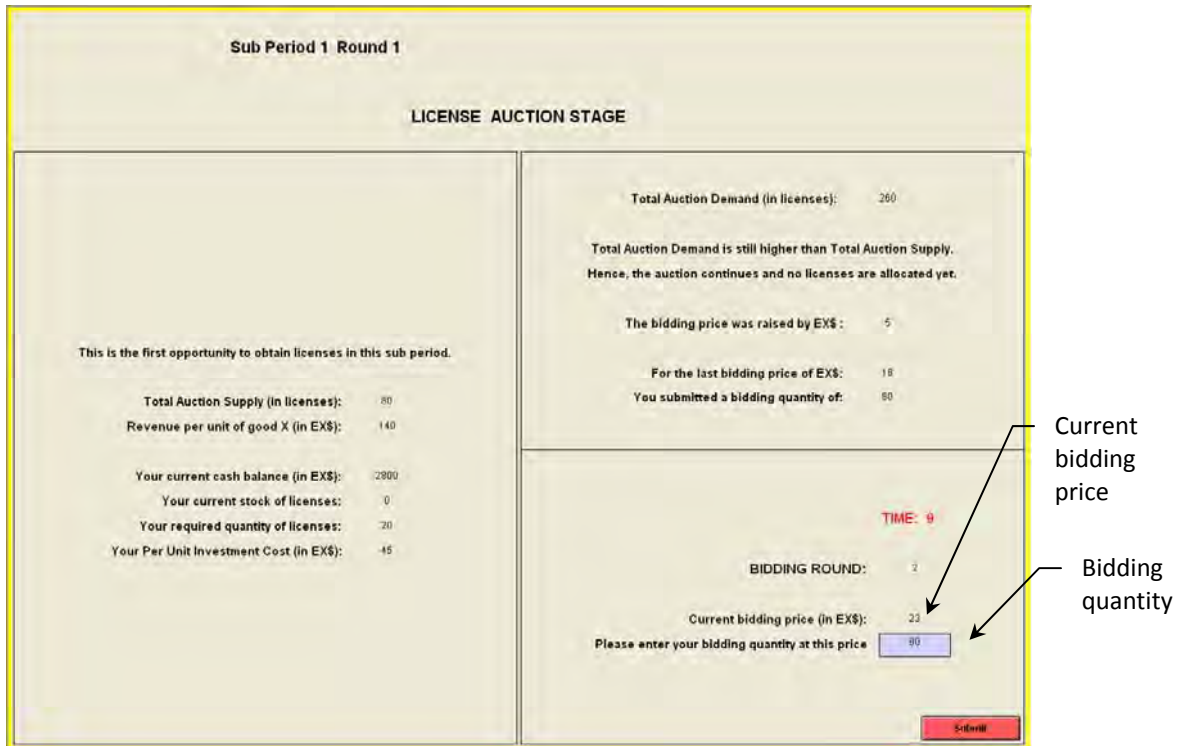 Sub Period 1 Round 1
LICENSE AUCTION STAGE
This is the first opportunity to obtain licenses in this sub period.
Total Auction Supply (in licenses): 80
Revenue per unit of good X (in EX$): 140
Your current cash balance (in EX$): 2800
Your current stock of licenses: 0
Your required quantity of licenses: 20
Your Per Unit Investment Cost (in EX$): 45
Total Auction Demand (in licenses): 260
Total Auction Demand is still higher than Total Auction Supply.
Hence, the auction continues and no licenses are allocated yet.
The bidding price was raised by EX$ : 5
For the last bidding price of EX$: 18
You submitted a bidding quantity of:
TIME: 9
BIDDING ROUND: 2
Current bidding price (in EX$): 23
Please enter your bidding quantity at this price
Submit
Current
bidding
price
Bidding
quantity